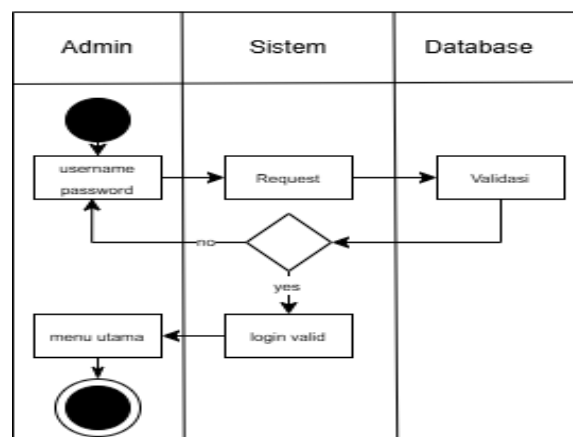 Admin
Sistem
Database
username
password
Request
Validasi
no
yes
menu utama
login valid